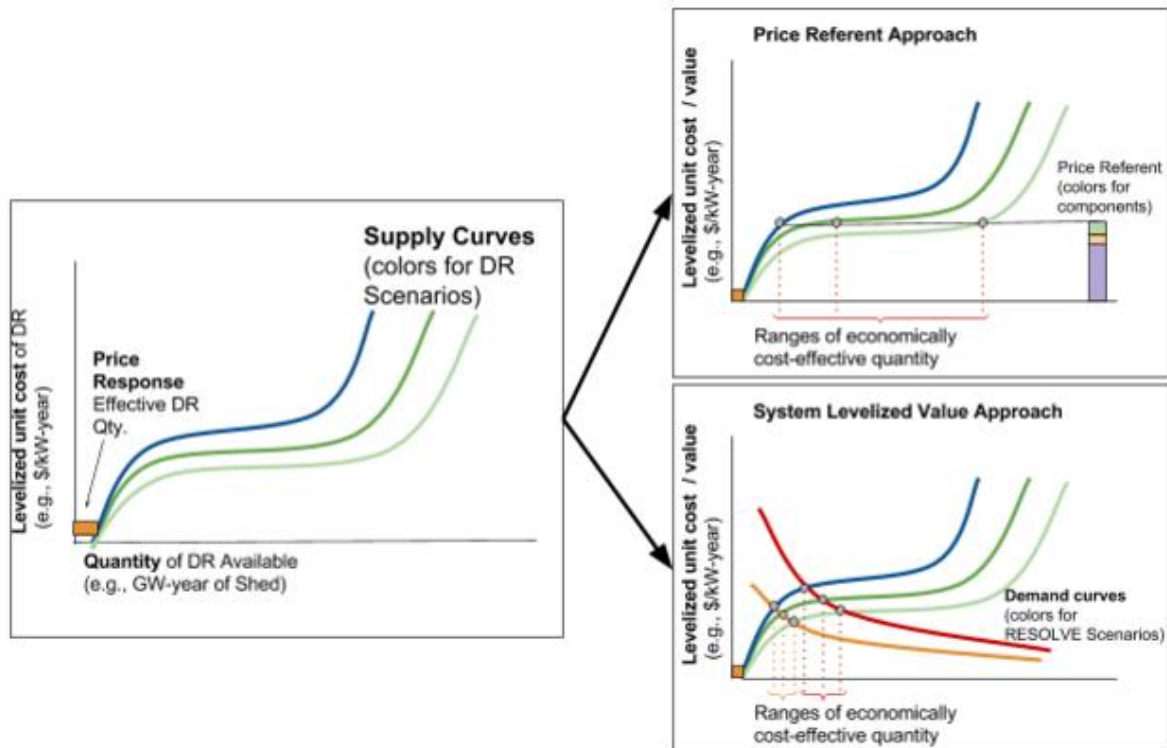 Supply Curves
(colors for DR
Scenarios)
Price
Response
Effective DR
Qty.
Levelized unit cost of DR
(e.g., $/kW-year)
Quantity of DR Available
(e.g., GW-year of Shed)
Price Referent Approach
Levelized unit cost / value
(e.g., $/kW-year)
Price Referent
(colors for
components)
Ranges of economically
cost-effective quantity
System Levelized Value Approach
Levelized unit cost / value
(e.g., $/kW-year)
Demand curves
(colors for
RESOLVE Scenarios)
Ranges of economically
cost-effective quantity